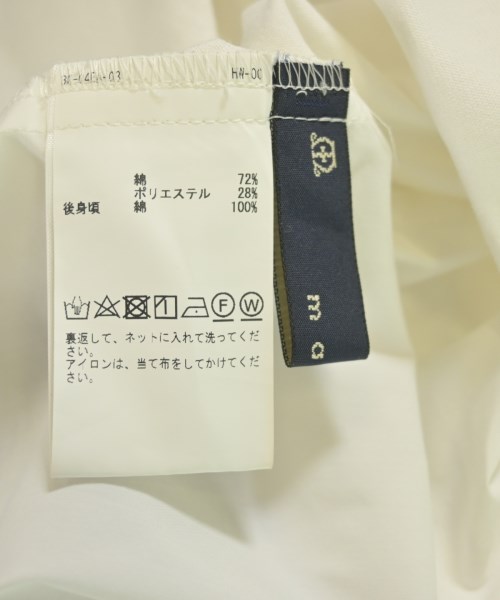 HW-00
綿 72%
ポリエステル 28%
後身頃 綿 100%
F W
裏返して、ネットに入れて洗ってくだ
さい。
アイロンは、当て布をしてかけてくだ
さい。
m a